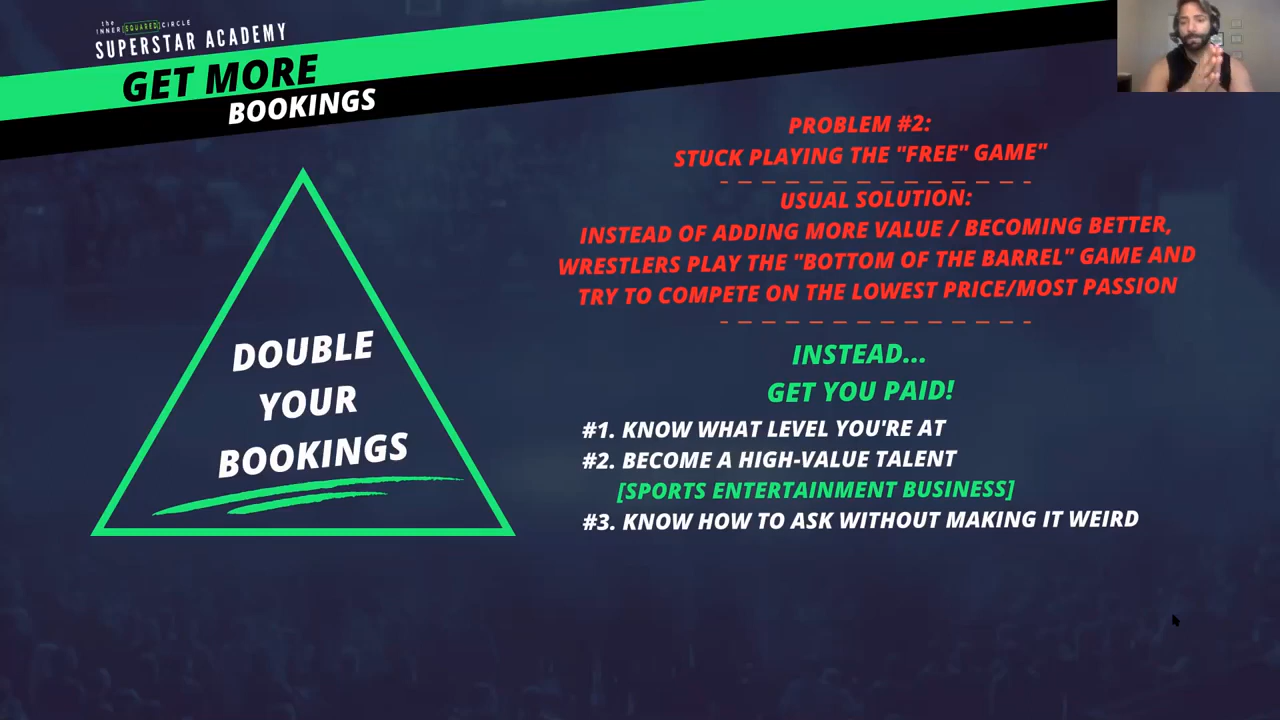 the
INNER SQUARED CIRCLE
SUPERSTAR ACADEMY
GET MORE
BOOKINGS
PROBLEM #2:
STUCK PLAYING THE "FREE" GAME"
USUAL SOLUTION:
INSTEAD OF ADDING MORE VALUE / BECOMING BETTER,
WRESTLERS PLAY THE "BOTTOM OF THE BARREL" GAME AND
TRY TO COMPETE ON THE LOWEST PRICE/MOST PASSION
INSTEAD...
GET YOU PAID!
#1. KNOW WHAT LEVEL YOU'RE AT
#2. BECOME A HIGH-VALUE TALENT
[SPORTS ENTERTAINMENT BUSINESS]
#3. KNOW HOW TO ASK WITHOUT MAKING IT WEIRD
DOUBLE
YOUR
BOOKINGS